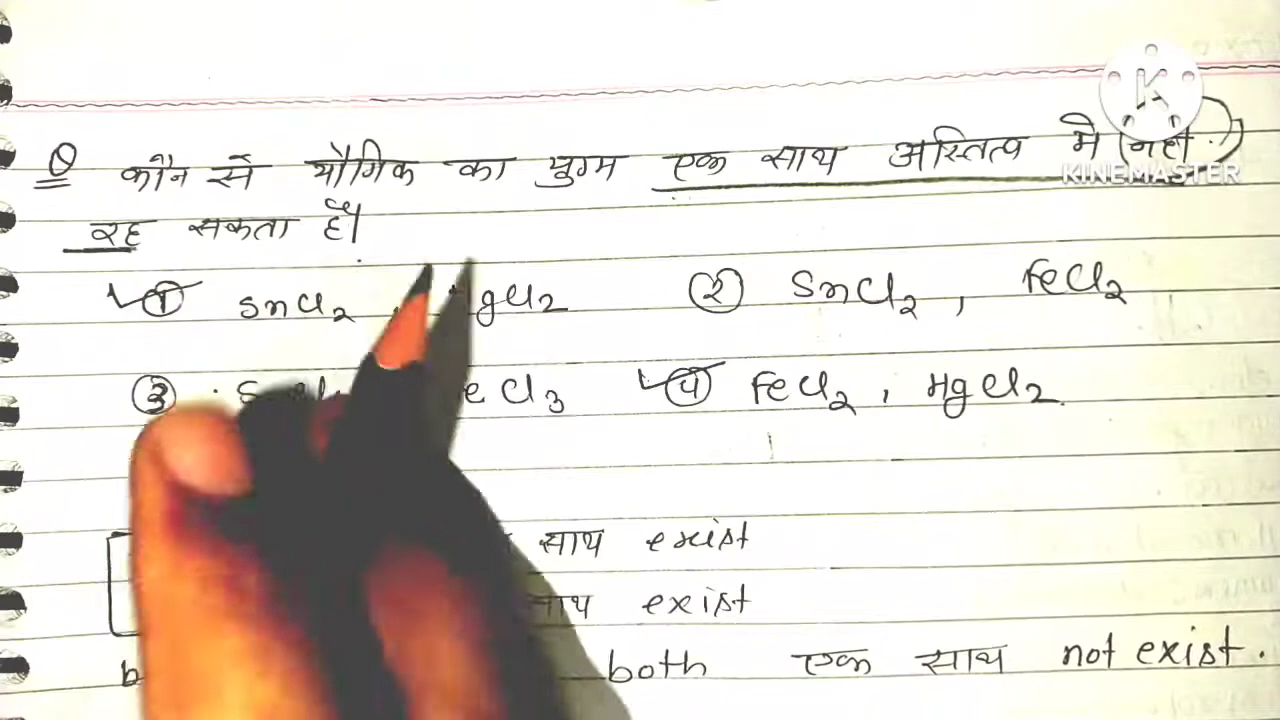 Q कौन से यौगिक का युग्म एक साथ अस्तित्व मे (नही)
रह सकता है।
① SnCl2 , HgCl2 ② SnCl2 , FeCl2
③ eCl3 ④ FeCl2 , HgCl2
साथ exist
साथ exist
both एक साथ not exist.
KINEMASTER